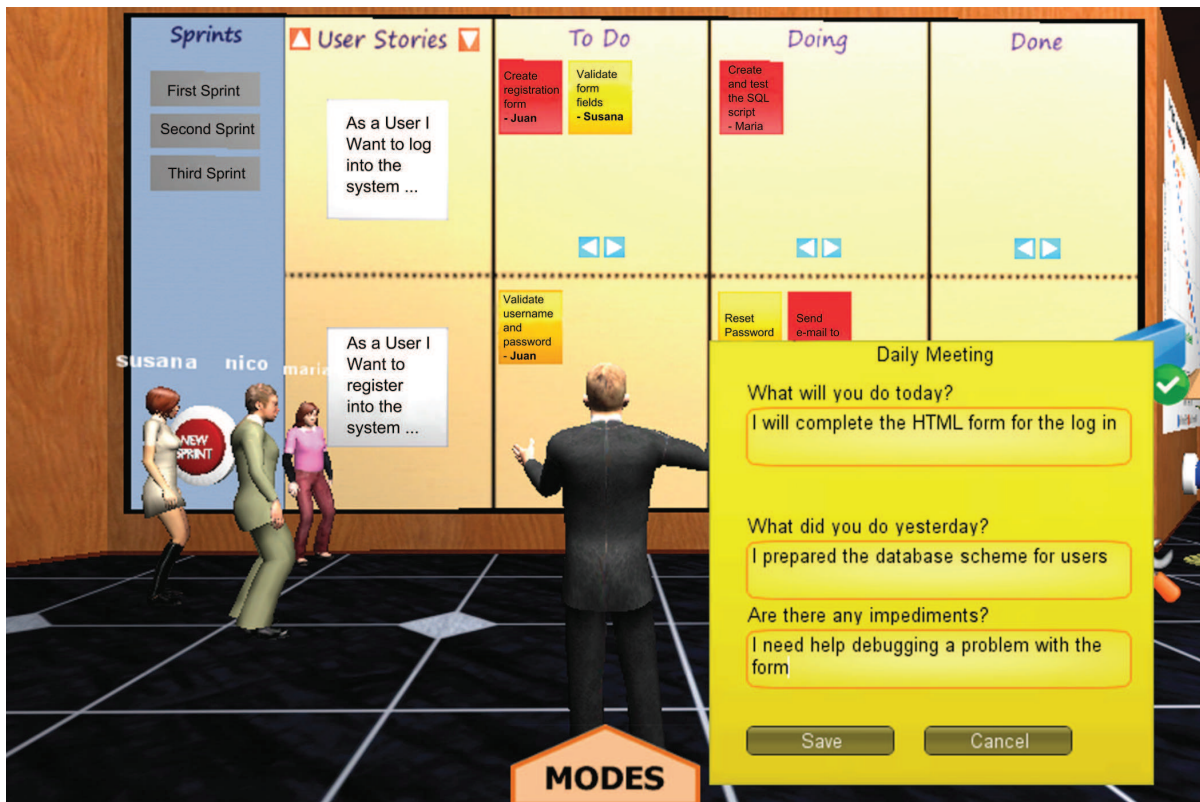 Sprints
User Stories
To Do
Doing
Done
First Sprint
Second Sprint
Third Sprint
As a User I
Want to log
into the
system ...
Create
registration
form
- Juan
Validate
form
fields
- Susana
Create
and test
the SQL
script
- Maria
As a User I
Want to
register
into the
system ...
Validate
username
and
password
- Juan
Reset
Password
Send
e-mail to
susana
nico
maria
NEW
SPRINT
Daily Meeting
What will you do today?
I will complete the HTML form for the log in
What did you do yesterday?
I prepared the database scheme for users
Are there any impediments?
I need help debugging a problem with the
form
Save
Cancel
MODES